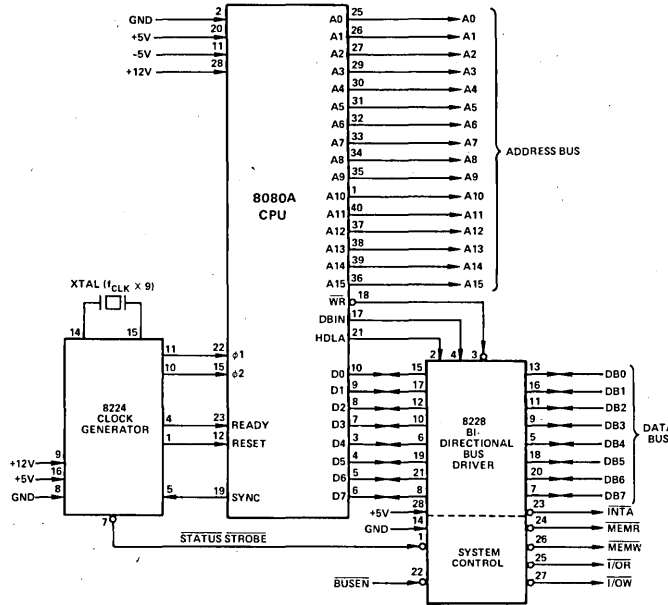 GND 2 25 A0 A0
+5V 20 26 A1 A1
-5V 11 27 A2 A2
+12V 28 29 A3 A3
30 A4 A4
31 A5 A5
32 A6 A6
33 A7 A7
34 A8 A8
35 A9 A9
1 A10 A10
40 A11 A11
37 A12 A12
38 A13 A13
39 A14 A14
36 A15 A15
ADDRESS BUS
8080A
CPU
WR 18
DBIN 17
HDLA 21
2 4 3
XTAL (fCLK × 9)
14 15
8224
CLOCK
GENERATOR
11 22 ϕ1
10 15 ϕ2
4 23 READY
1 12 RESET
5 19 SYNC
+12V 9
+5V 16
GND 8
7
STATUS STROBE
D0 10 15 13 DB0
D1 9 17 16 DB1
D2 8 12 11 DB2
D3 7 10 9 DB3
D4 3 6 5 DB4
D5 4 19 18 DB5
D6 5 21 20 DB6
D7 6 8 7 DB7
DATA
BUS
8228
BI-
DIRECTIONAL
BUS
DRIVER
+5V 28
GND 14
1
BUSEN 22
SYSTEM
CONTROL
23 INTA
24 MEMR
26 MEMW
25 I/OR
27 I/OW